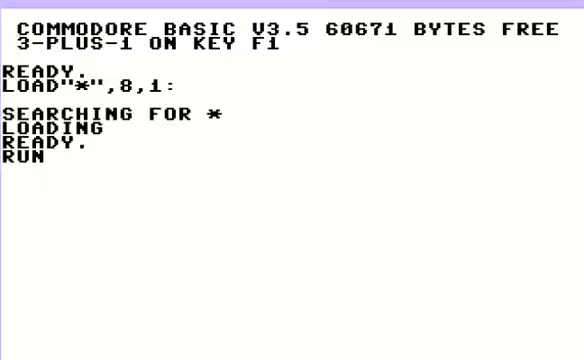 COMMODORE BASIC V3.5 60671 BYTES FREE
3-PLUS-1 ON KEY F1
READY.
LOAD"*",8,1:
SEARCHING FOR *
LOADING
READY.
RUN